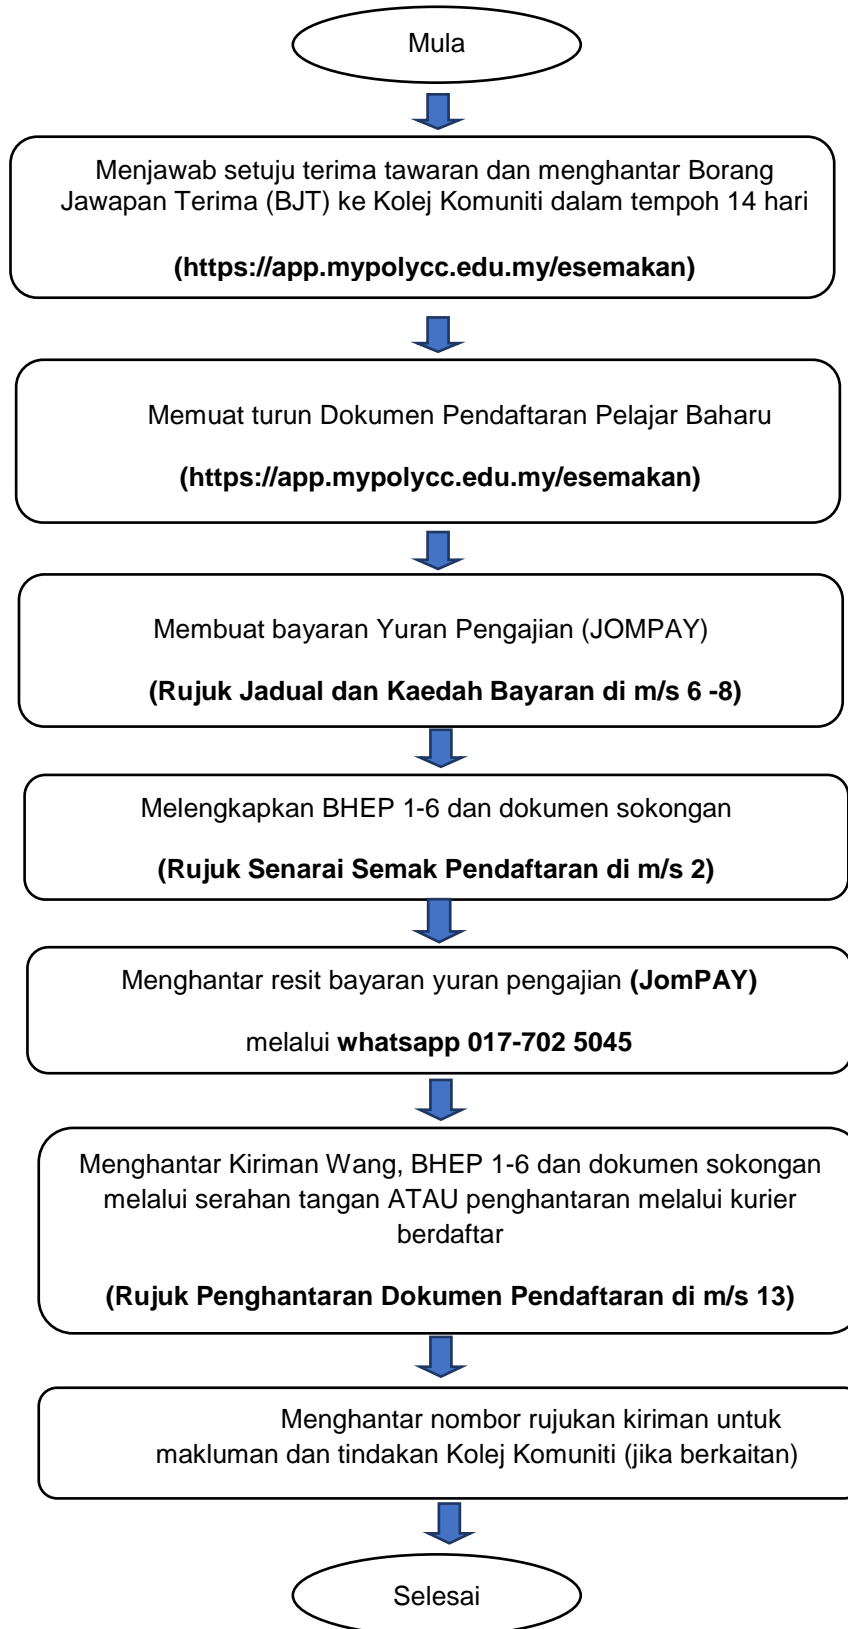 Mula
Menjawab setuju terima tawaran dan menghantar Borang
Jawapan Terima (BJT) ke Kolej Komuniti dalam tempoh 14 hari
(https://app.mypolycc.edu.my/esemakan)
Memuat turun Dokumen Pendaftaran Pelajar Baharu
(https://app.mypolycc.edu.my/esemakan)
Membuat bayaran Yuran Pengajian (JOMPAY)
(Rujuk Jadual dan Kaedah Bayaran di m/s 6 -8)
Melengkapkan BHEP 1-6 dan dokumen sokongan
(Rujuk Senarai Semak Pendaftaran di m/s 2)
Menghantar resit bayaran yuran pengajian (JomPAY)
melalui whatsapp 017-702 5045
Menghantar Kiriman Wang, BHEP 1-6 dan dokumen sokongan
melalui serahan tangan ATAU penghantaran melalui kurier
berdaftar
(Rujuk Penghantaran Dokumen Pendaftaran di m/s 13)
Menghantar nombor rujukan kiriman untuk
makluman dan tindakan Kolej Komuniti (jika berkaitan)
Selesai